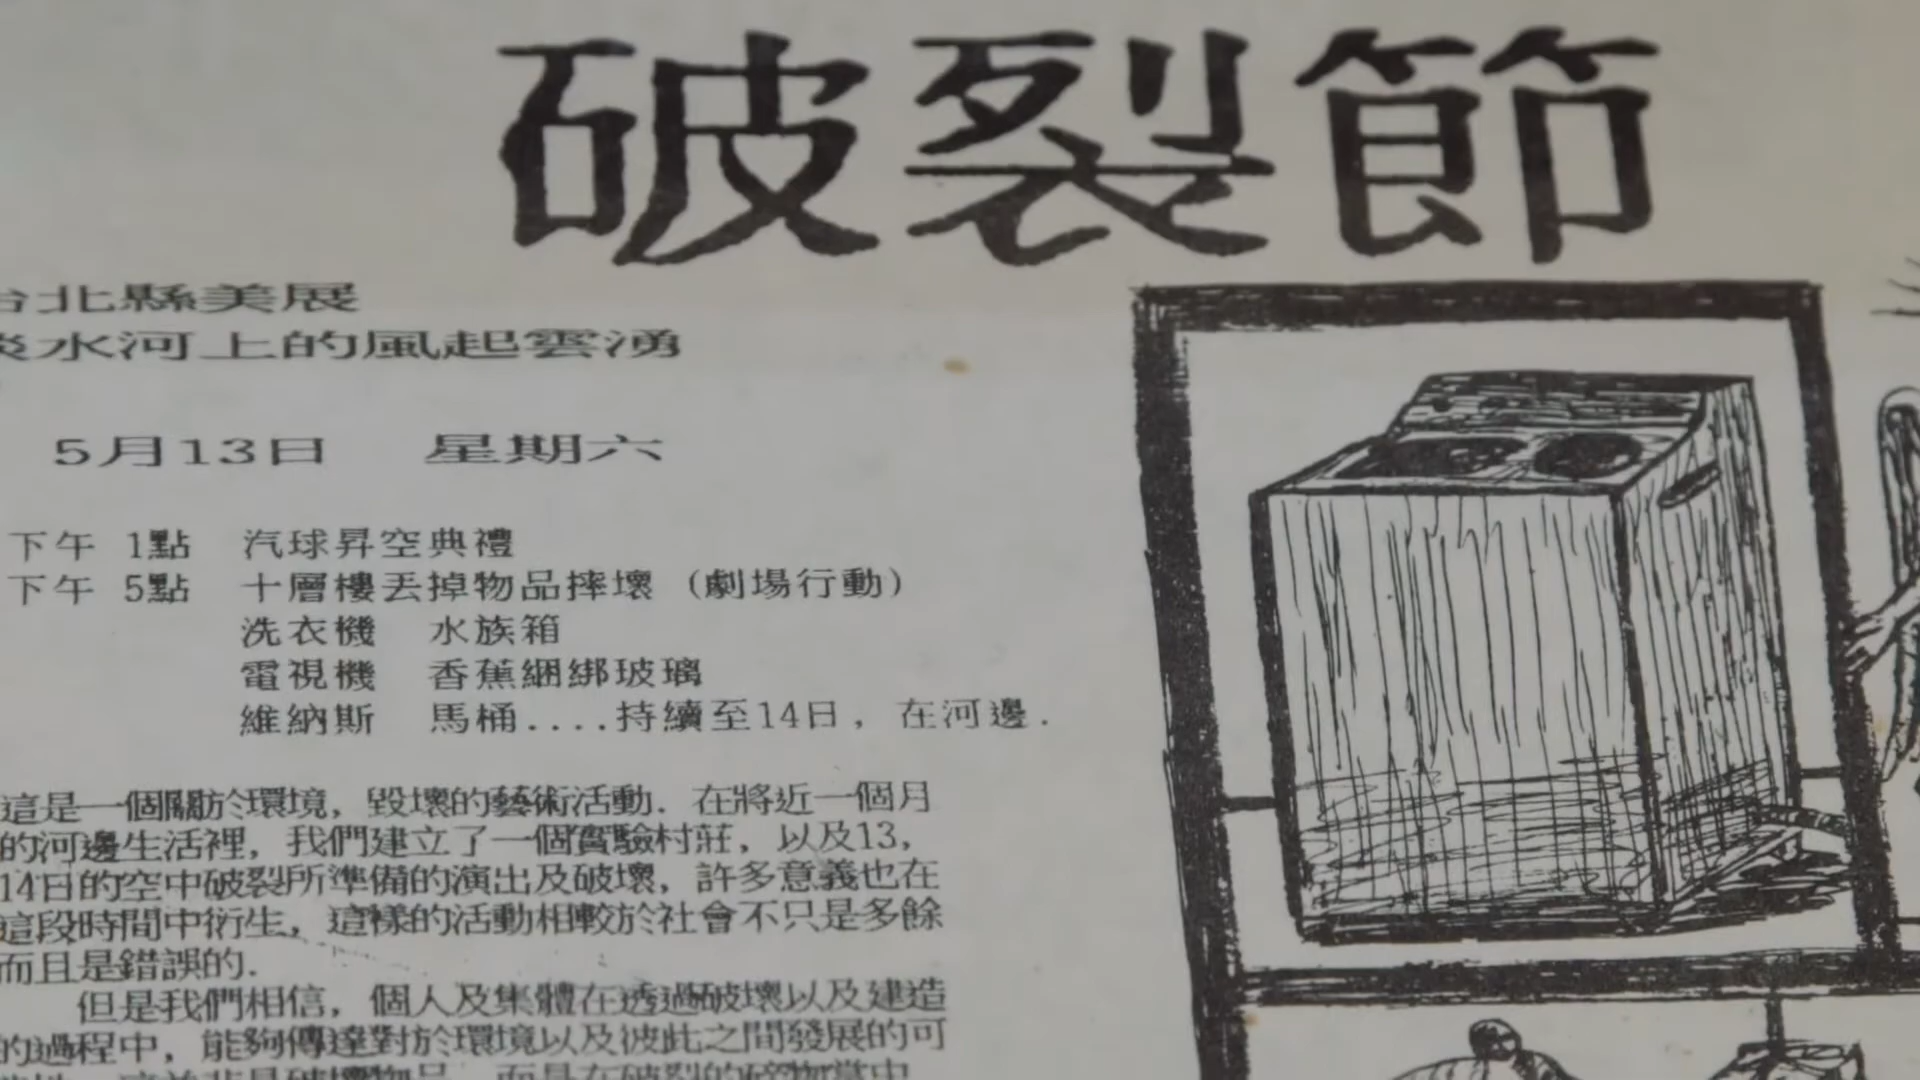 破裂節
台北縣美展
淡水河上的風起雲湧
5月13日 星期六
下午 1點 汽球昇空典禮
下午 5點 十層樓丟掉物品摔壞 (劇場行動)
洗衣機 水族箱
電視機 香蕉綑綁玻璃
維納斯 馬桶....持續至14日, 在河邊.
這是一個關於環境, 毀壞的藝術活動. 在將近一個月
的河邊生活裡, 我們建立了一個實驗村莊, 以及13,
14日的空中破裂所準備的演出及破壞, 許多意義也在
這段時間中衍生, 這樣的活動相較於社會不只是多餘
而且是錯誤的.
但是我們相信, 個人及集體在透過破壞以及建造
的過程中, 能夠傳達對於環境以及彼此之間發展的可